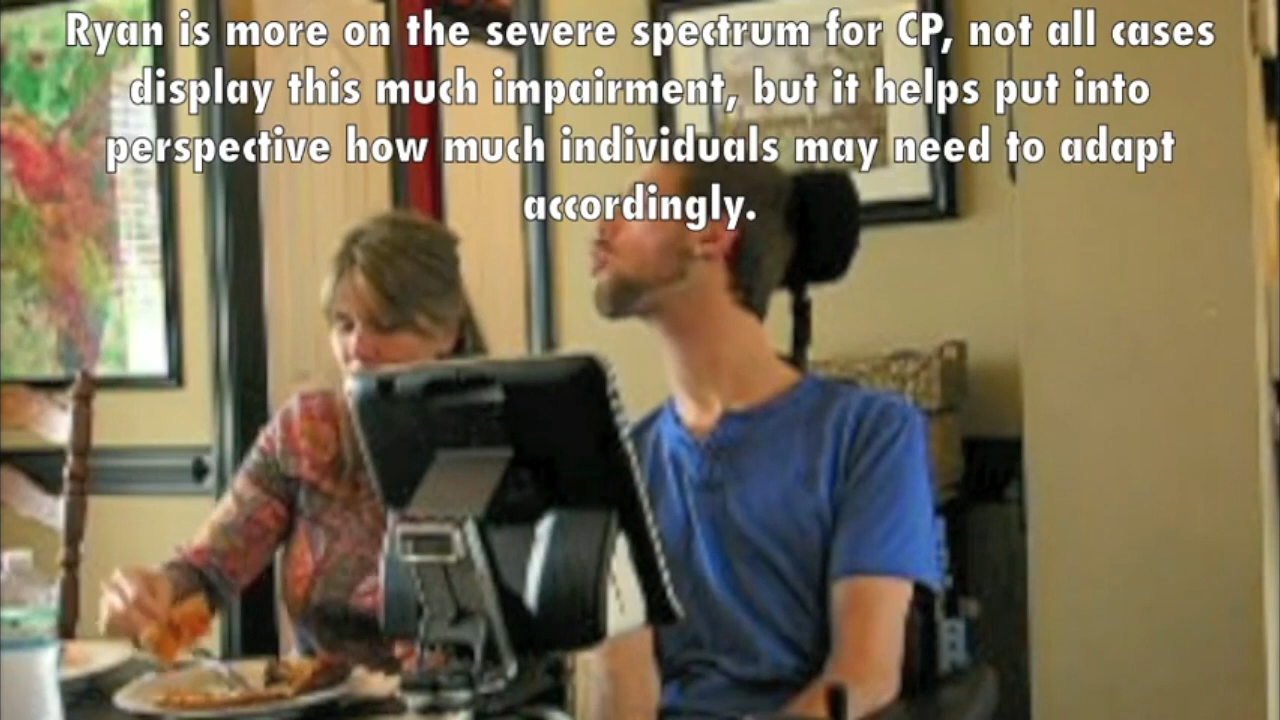 Ryan is more on the severe spectrum for CP, not all cases
display this much impairment, but it helps put into
perspective how much individuals may need to adapt
accordingly.